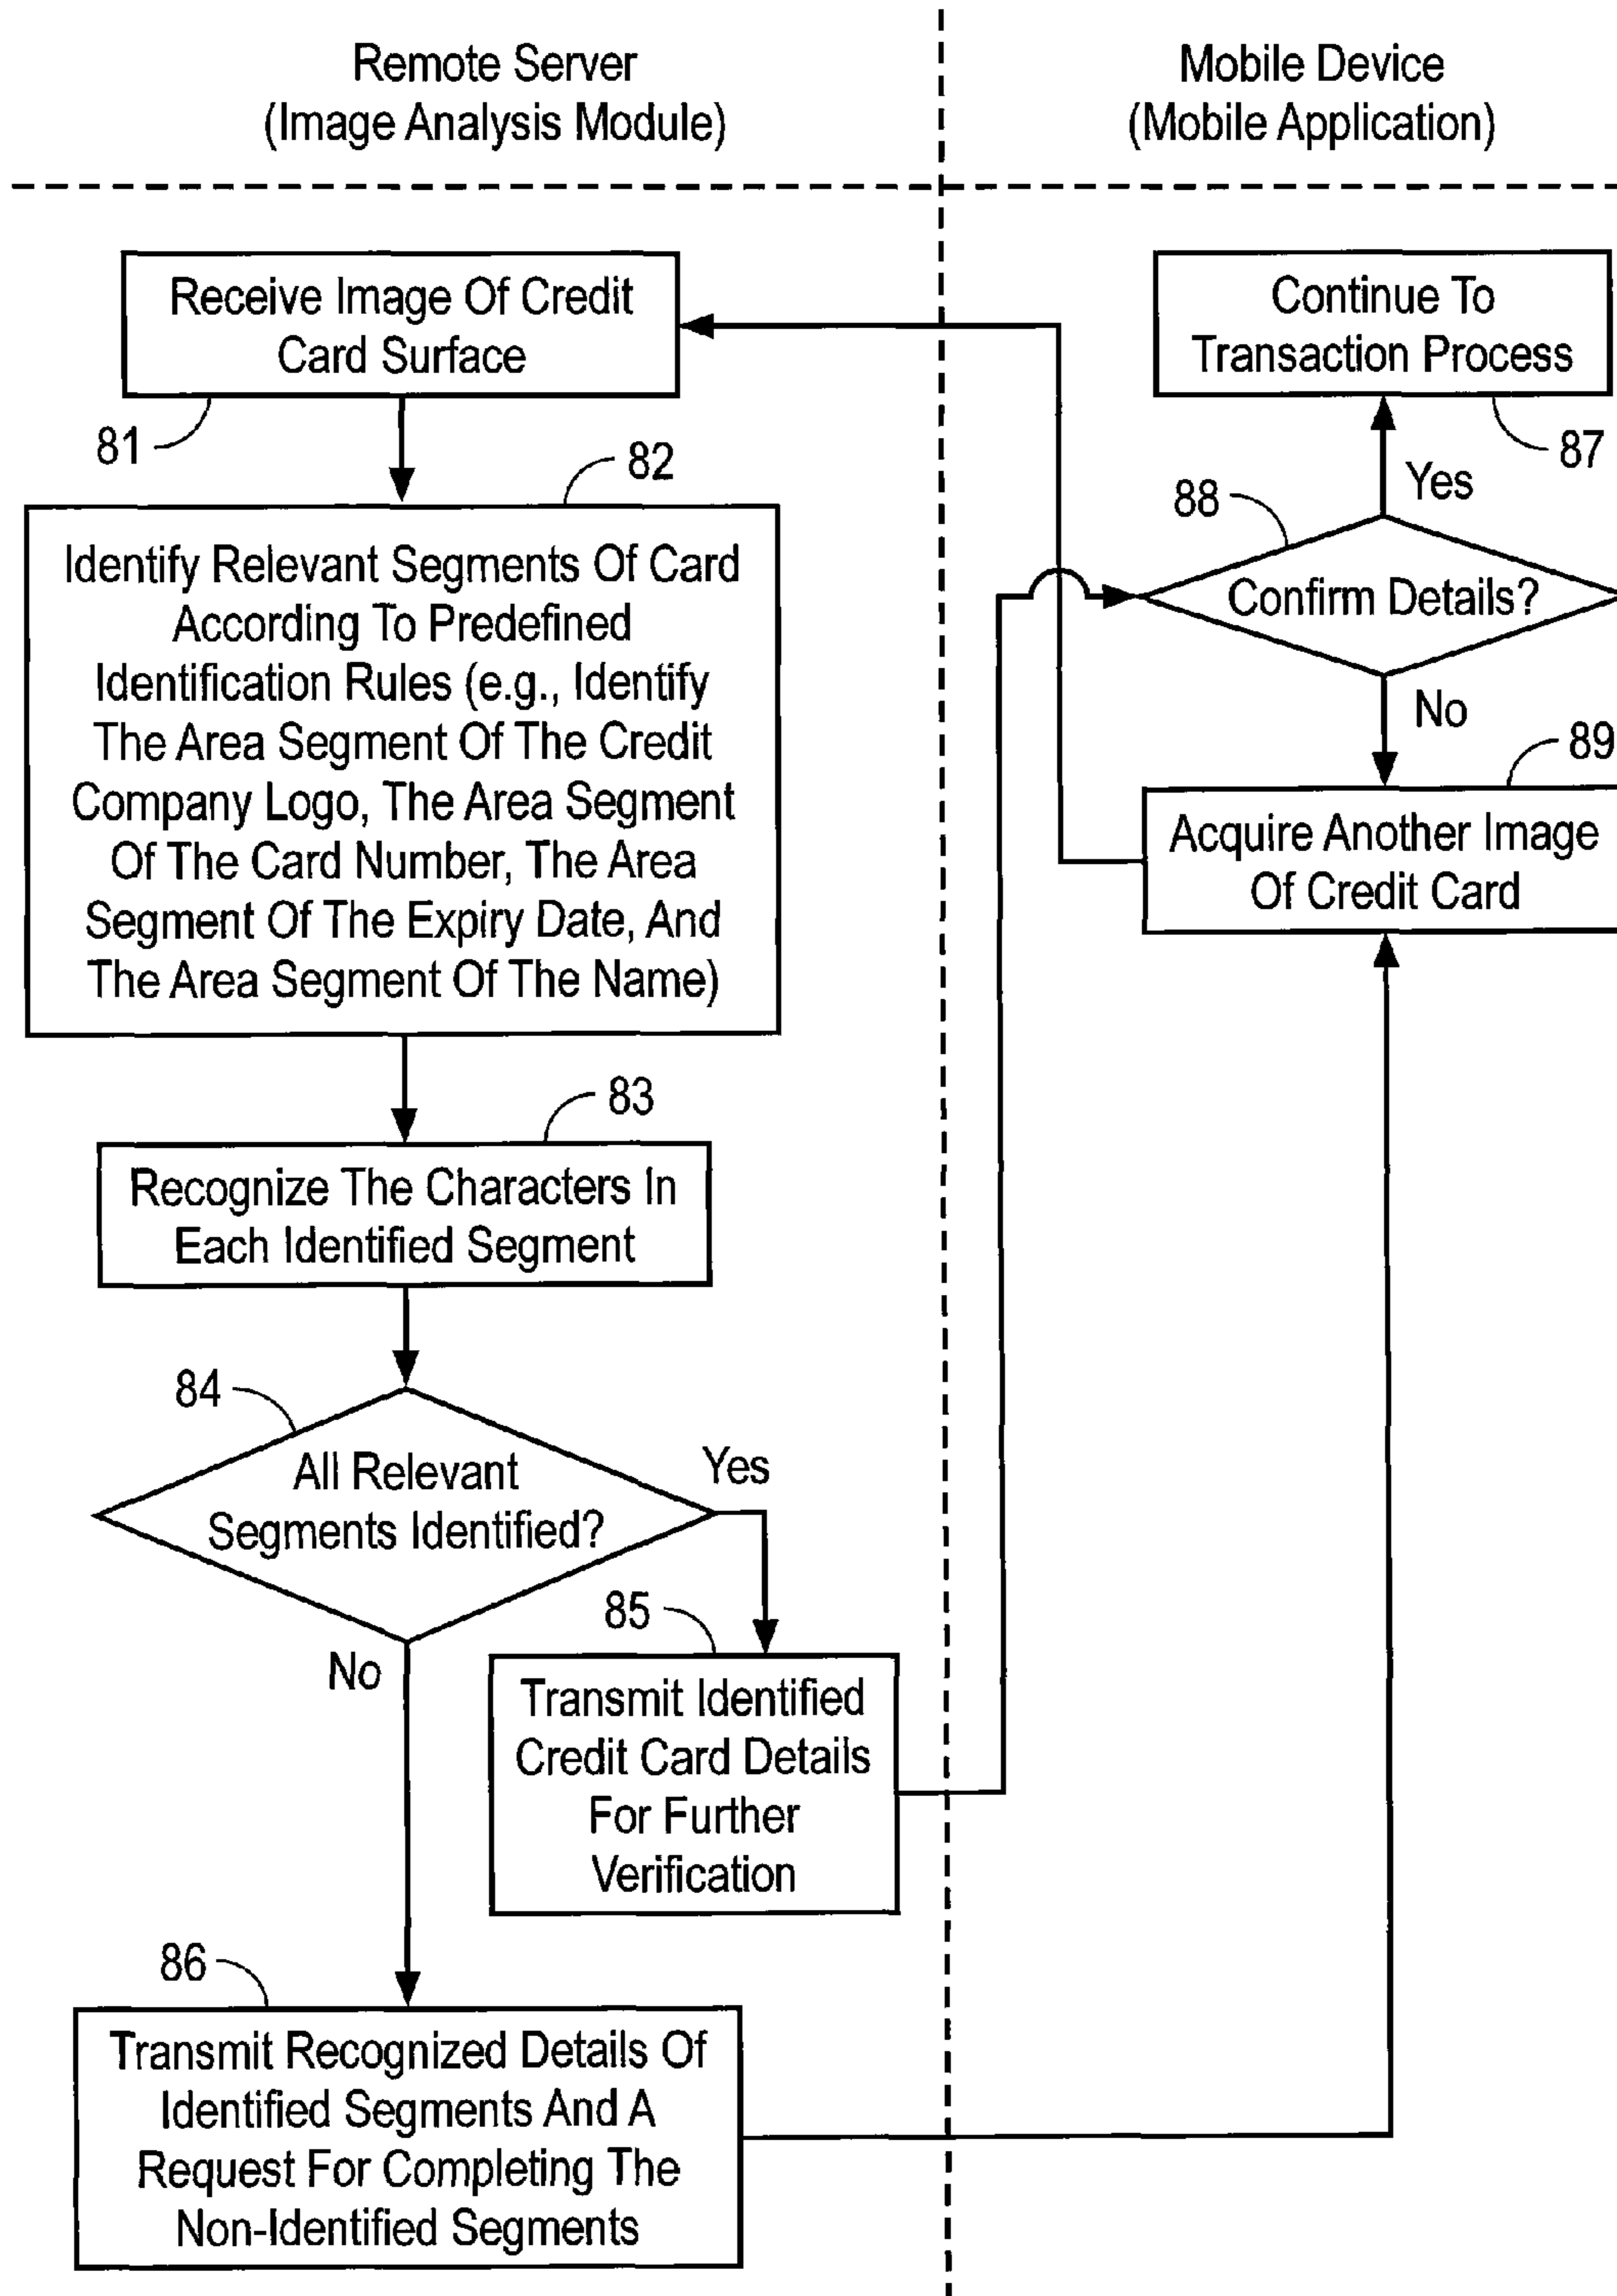 Remote Server
(Image Analysis Module)
Mobile Device
(Mobile Application)
Receive Image Of Credit
Card Surface
81
82
Identify Relevant Segments Of Card
According To Predefined
Identification Rules (e.g., Identify
The Area Segment Of The Credit
Company Logo, The Area Segment
Of The Card Number, The Area
Segment Of The Expiry Date, And
The Area Segment Of The Name)
83
Recognize The Characters In
Each Identified Segment
84
All Relevant
Segments Identified?
Yes
No
85
Transmit Identified
Credit Card Details
For Further
Verification
86
Transmit Recognized Details Of
Identified Segments And A
Request For Completing The
Non-Identified Segments
Continue To
Transaction Process
87
Yes
88
Confirm Details?
No
89
Acquire Another Image
Of Credit Card